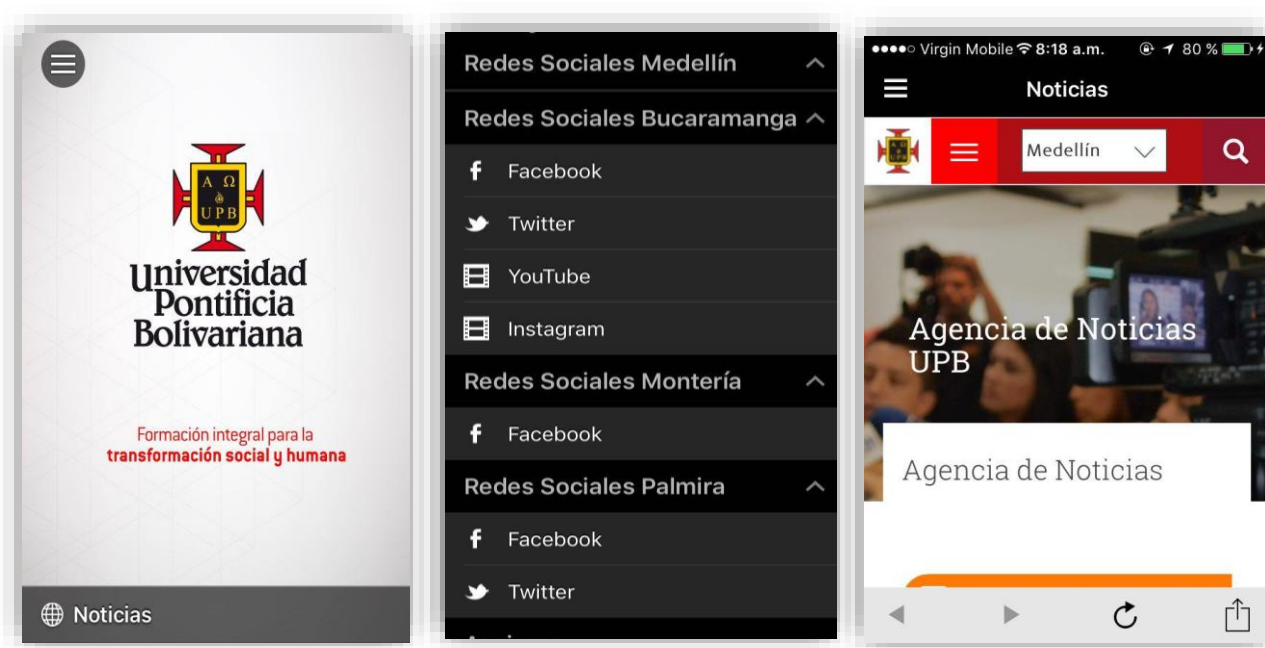 Α Ω
UPB
Universidad
Pontificia
Bolivariana
Formación integral para la
transformación social y humana
Noticias
Redes Sociales Medellín
Redes Sociales Bucaramanga
Facebook
Twitter
YouTube
Instagram
Redes Sociales Montería
Facebook
Redes Sociales Palmira
Facebook
Twitter
Virgin Mobile 8:18 a.m. 80 %
Noticias
Medellín
Agencia de Noticias
UPB
Agencia de Noticias